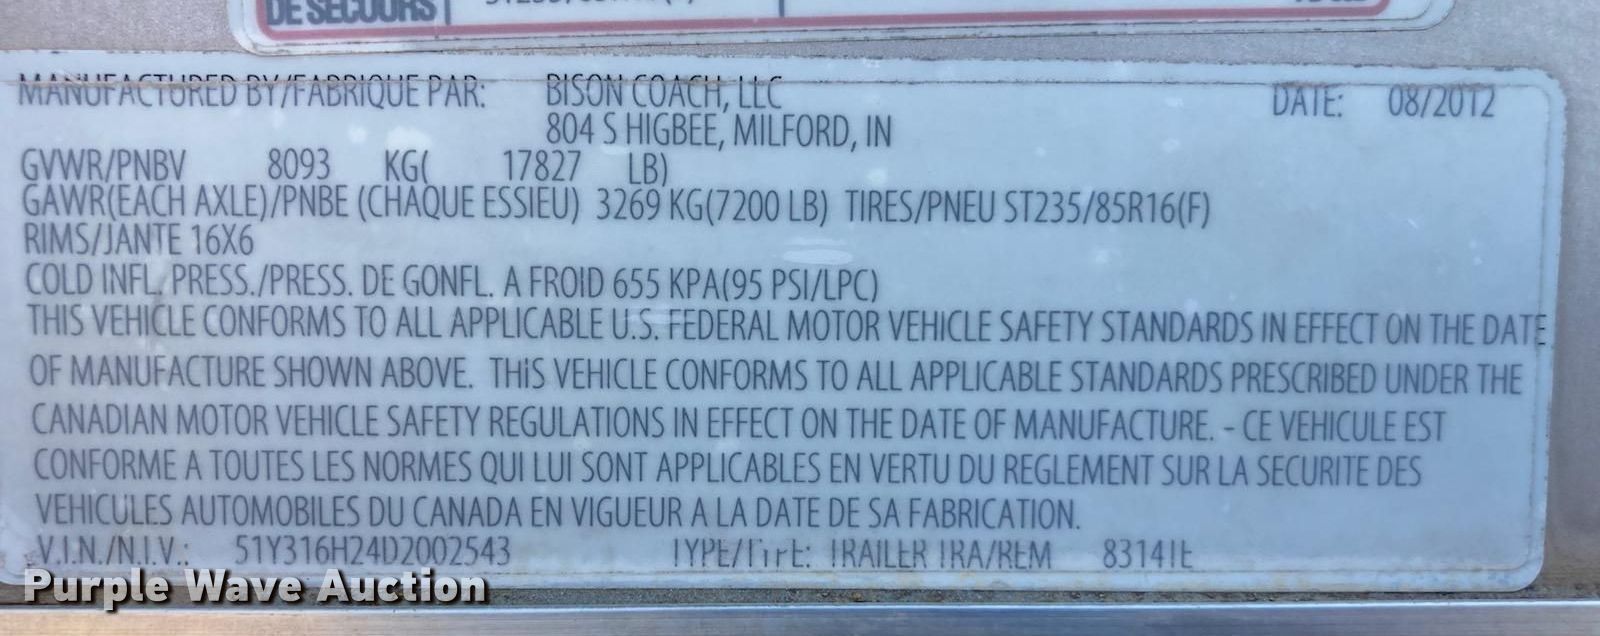 DE SECOURS
MANUFACTURED BY/FABRIQUE PAR: BISON COACH, LLC DATE: 08/2012
804 S HIGBEE, MILFORD, IN
GVWR/PNBV 8093 KG( 17827 LB)
GAWR(EACH AXLE)/PNBE (CHAQUE ESSIEU) 3269 KG(7200 LB) TIRES/PNEU ST235/85R16(F)
RIMS/JANTE 16X6
COLD INFL. PRESS./PRESS. DE GONFL. A FROID 655 KPA(95 PSI/LPC)
THIS VEHICLE CONFORMS TO ALL APPLICABLE U.S. FEDERAL MOTOR VEHICLE SAFETY STANDARDS IN EFFECT ON THE DATE
OF MANUFACTURE SHOWN ABOVE. THIS VEHICLE CONFORMS TO ALL APPLICABLE STANDARDS PRESCRIBED UNDER THE
CANADIAN MOTOR VEHICLE SAFETY REGULATIONS IN EFFECT ON THE DATE OF MANUFACTURE. - CE VEHICULE EST
CONFORME A TOUTES LES NORMES QUI LUI SONT APPLICABLES EN VERTU DU REGLEMENT SUR LA SECURITE DES
VEHICULES AUTOMOBILES DU CANADA EN VIGUEUR A LA DATE DE SA FABRICATION.
V.I.N./N.I.V.: 51Y316H24D2002543 TYPE/TYPE: TRAILER TRA/REM 8314TE
Purple Wave Auction